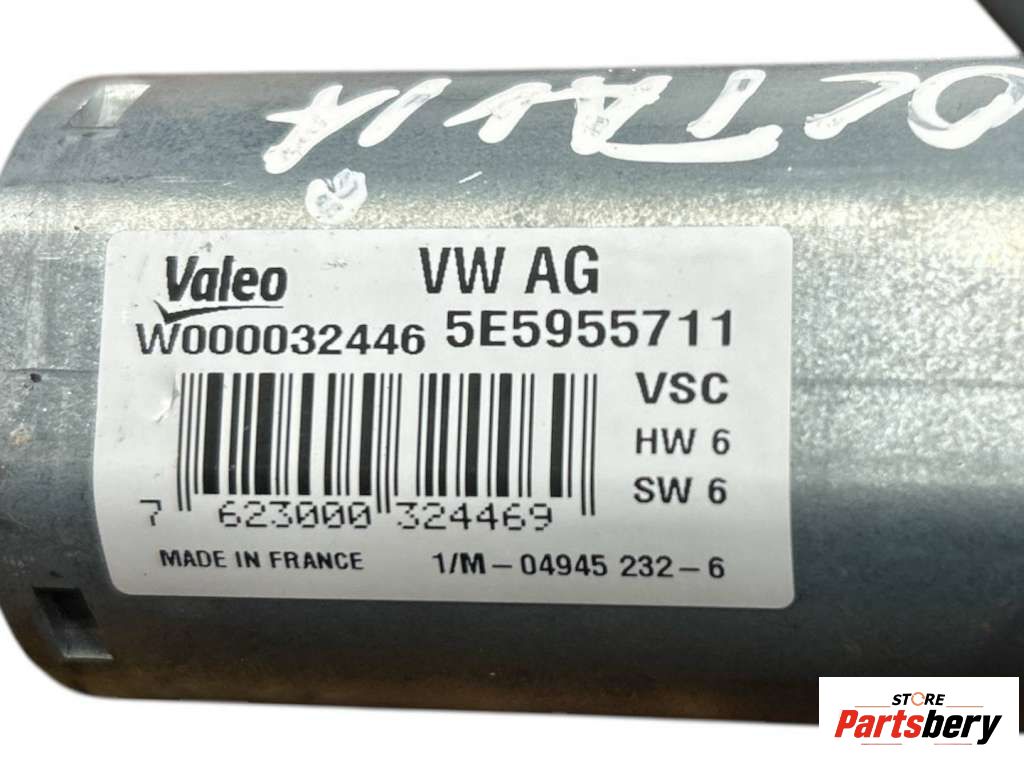 OCTAVIA
Valeo VW AG
W000032446 5E5955711
VSC
HW 6
SW 6
7 623000 324469
MADE IN FRANCE 1/M-04945 232-6
STORE
Partsbery